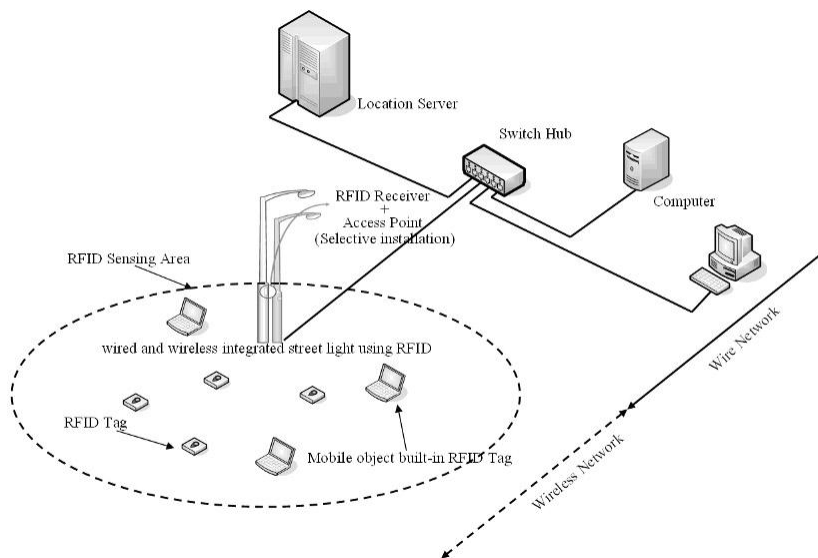 Location Server
Switch Hub
RFID Receiver
+
Access Point
(Selective installation)
Computer
RFID Sensing Area
wired and wireless integrated street light using RFID
RFID Tag
Mobile object built-in RFID Tag
Wire Network
Wireless Network